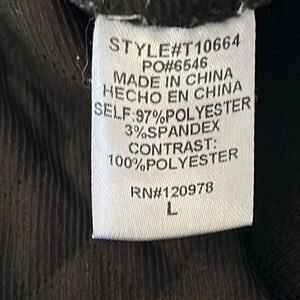 STYLE#T10664
PO#6546
MADE IN CHINA
HECHO EN CHINA
SELF:97%POLYESTER
3%SPANDEX
CONTRAST:
100%POLYESTER
RN#120978
L